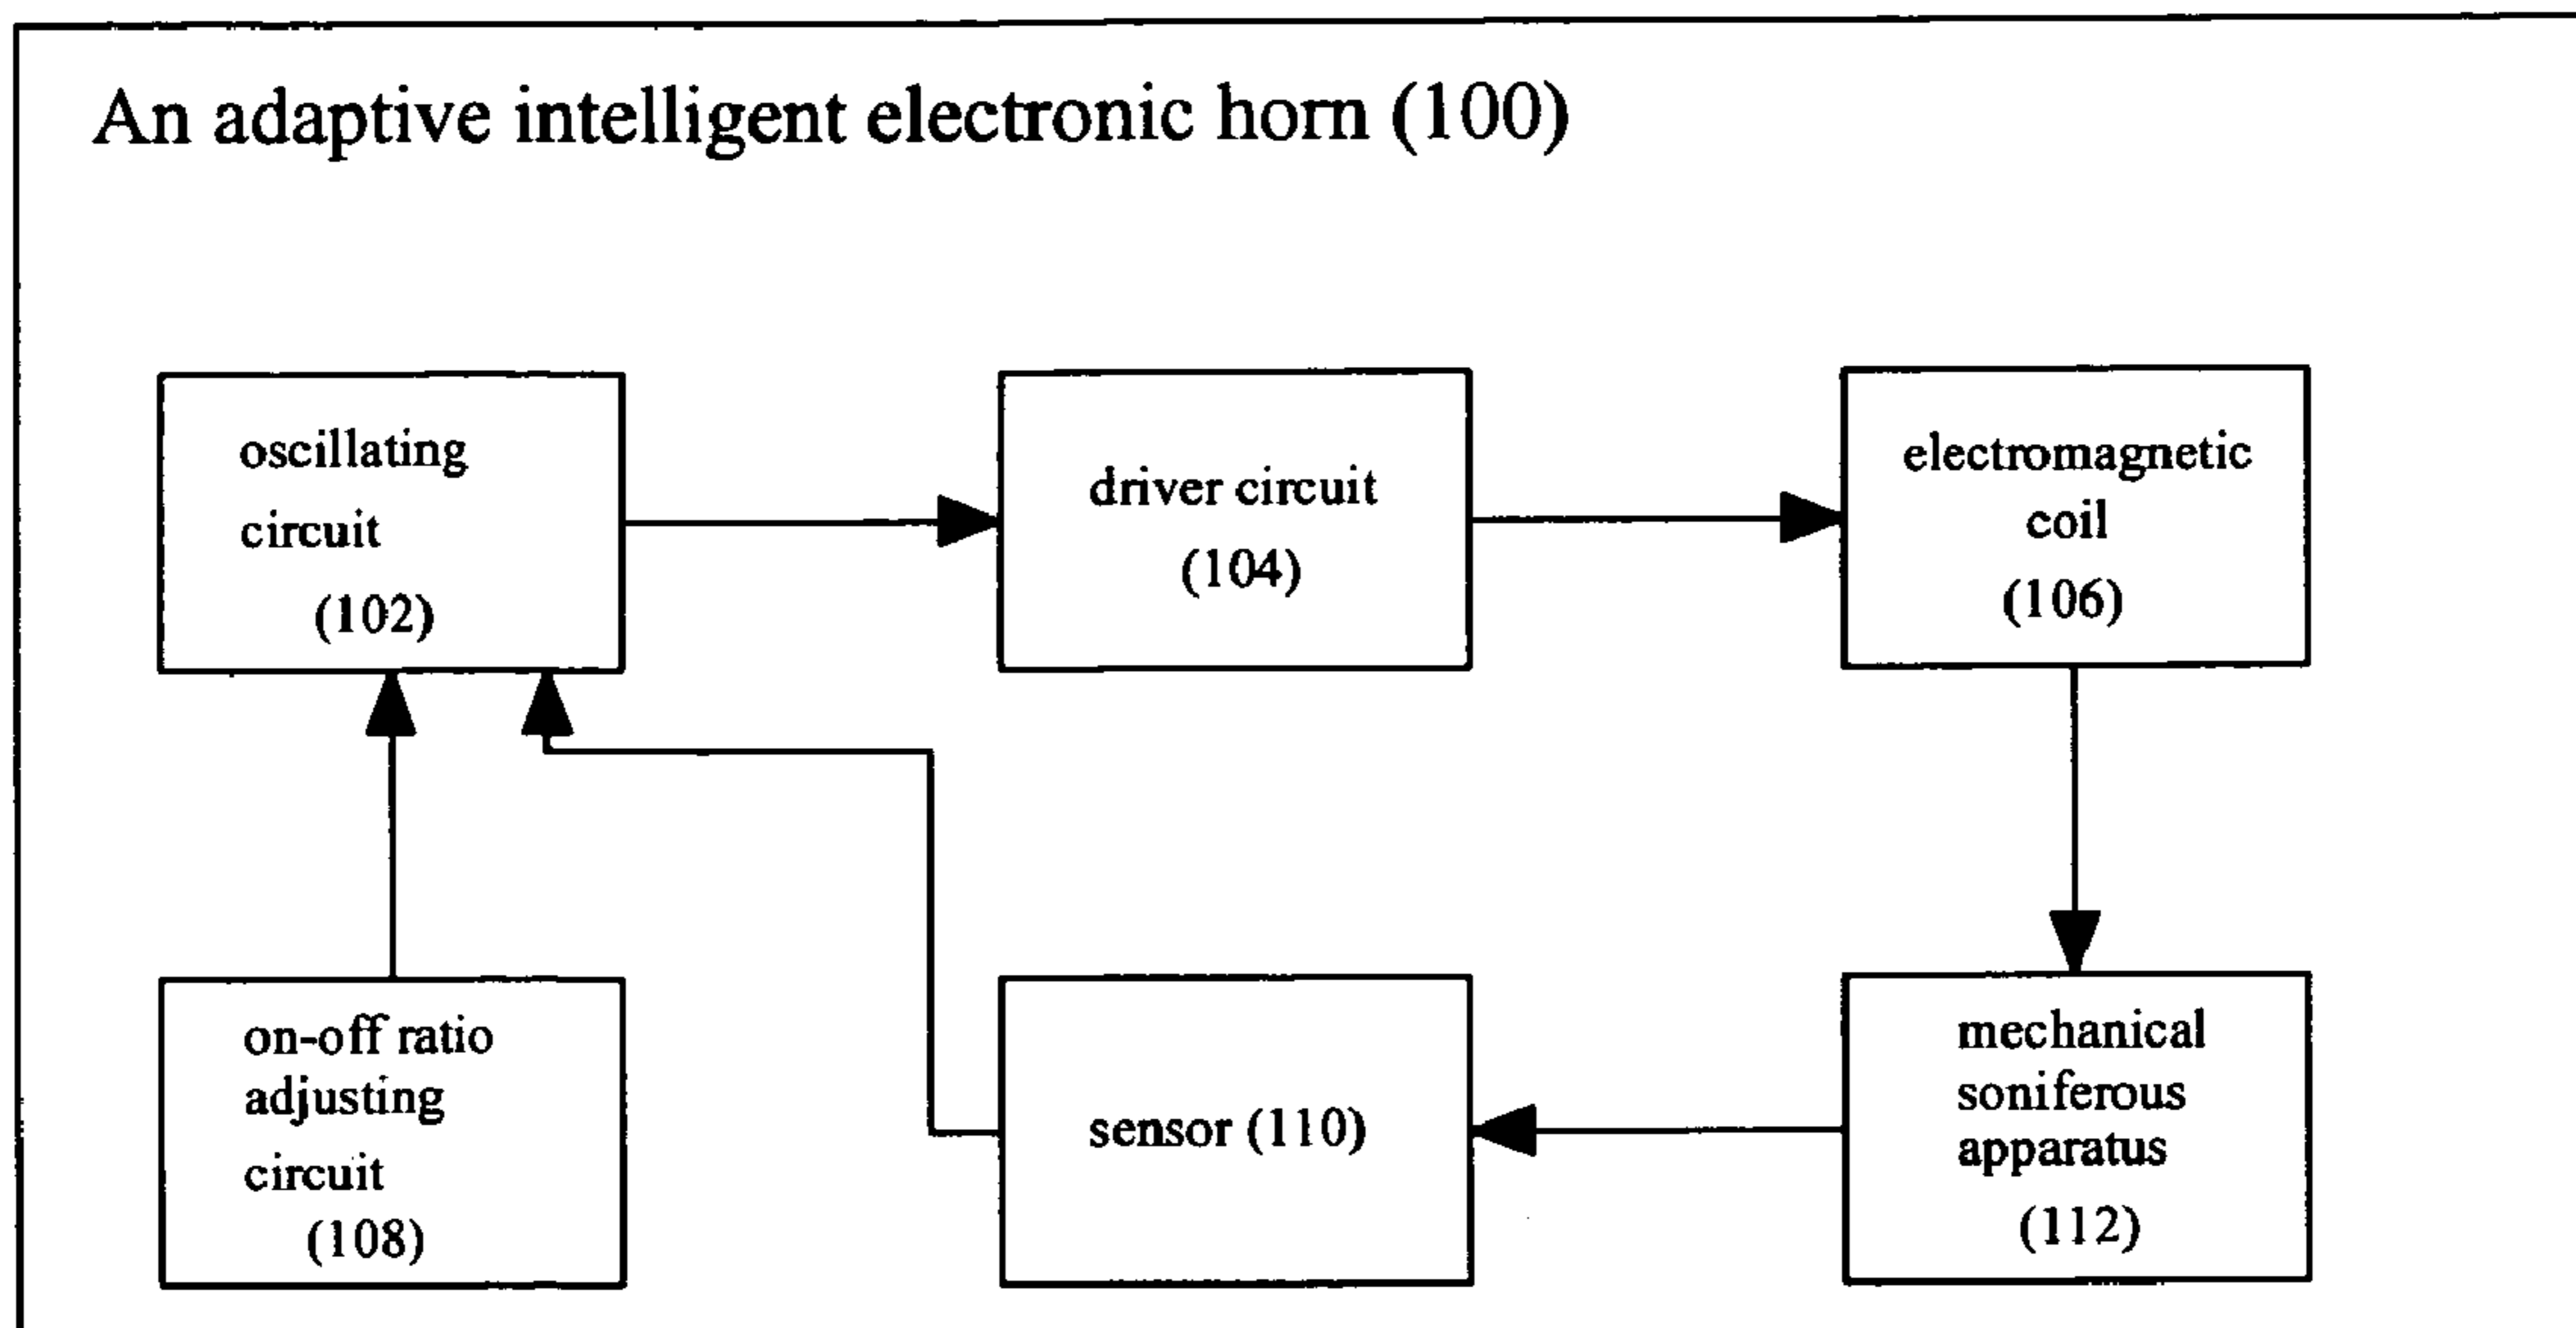 An adaptive intelligent electronic horn (100)
oscillating
circuit
(102)
driver circuit
(104)
electromagnetic
coil
(106)
on-off ratio
adjusting
circuit
(108)
sensor (110)
mechanical
soniferous
apparatus
(112)